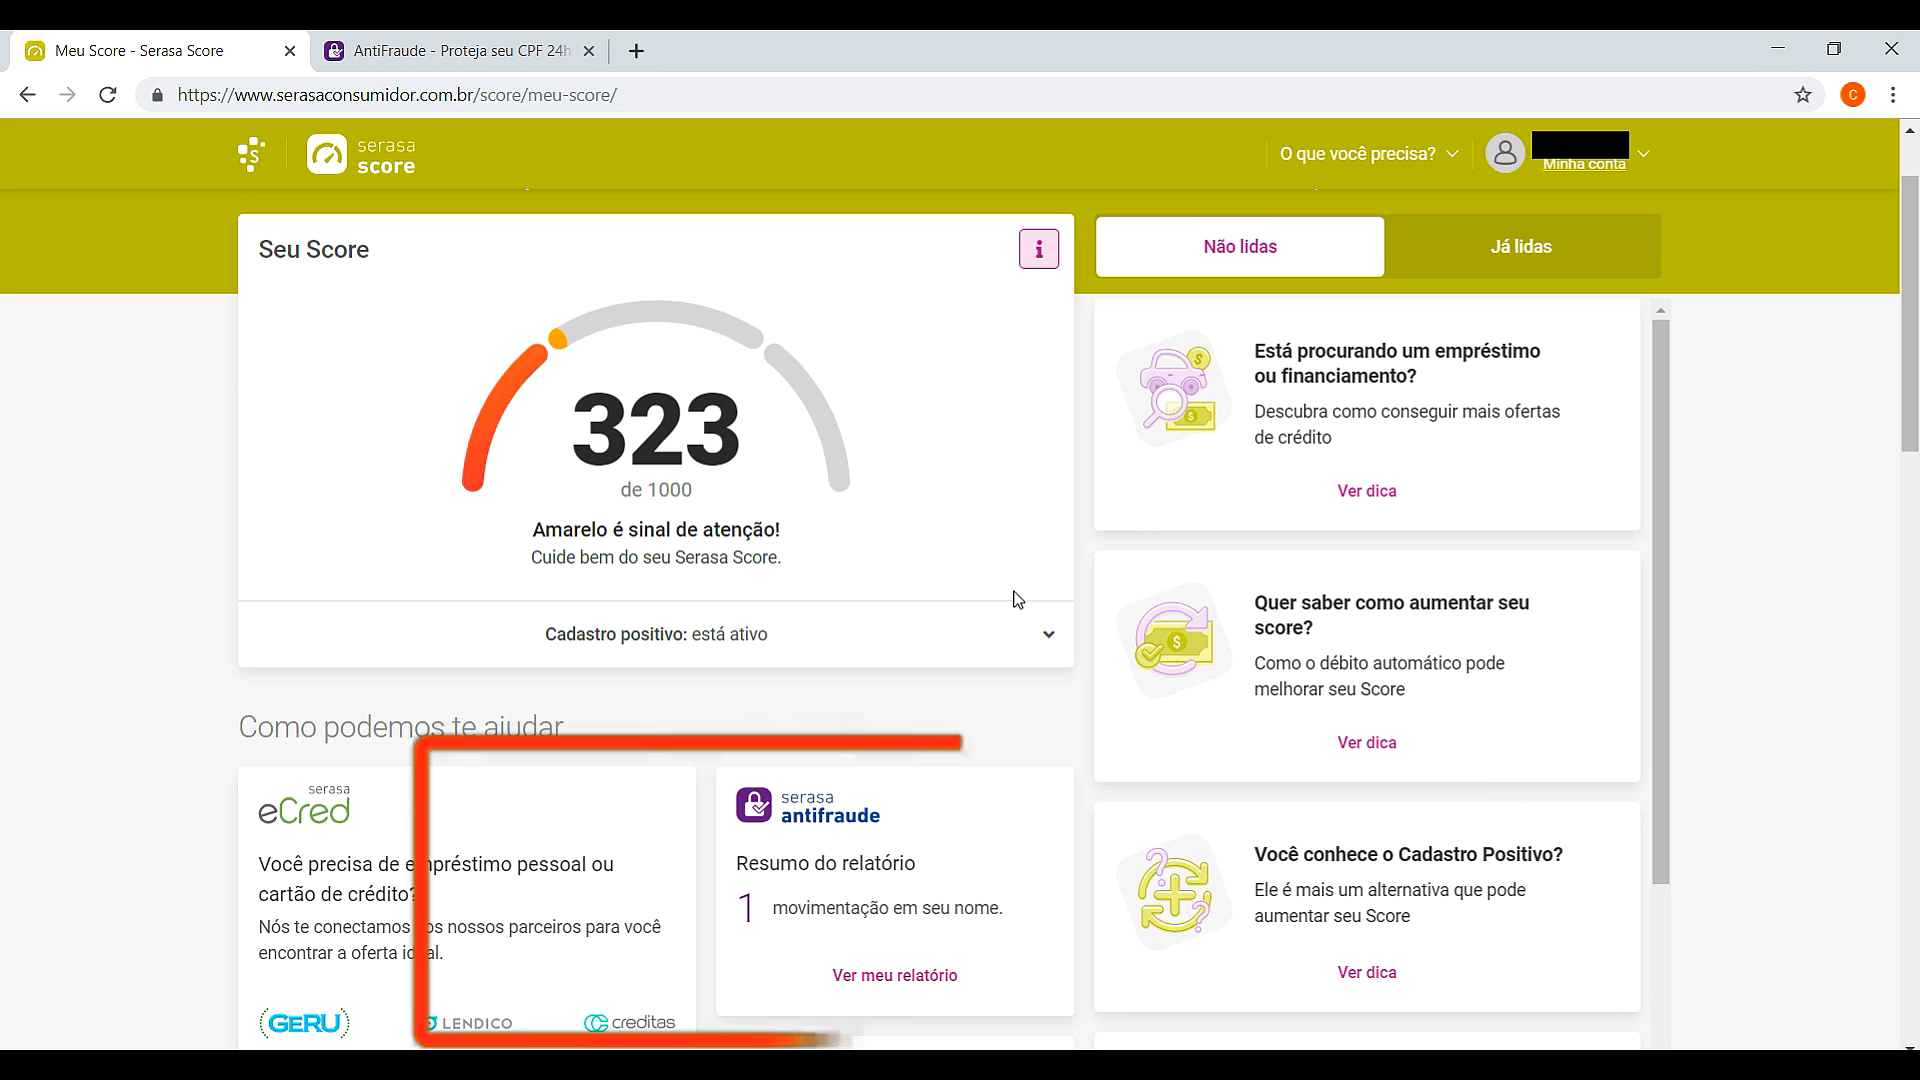 Meu Score - Serasa Score
AntiFraude - Proteja seu CPF 24h
https://www.serasaconsumidor.com.br/score/meu-score/
C
S
serasa
score
O que você precisa?
Minha conta
Seu Score
i
323
de 1000
Amarelo é sinal de atenção!
Cuide bem do seu Serasa Score.
Cadastro positivo: está ativo
Não lidas
Já lidas
Está procurando um empréstimo
ou financiamento?
Descubra como conseguir mais ofertas
de crédito
Ver dica
Quer saber como aumentar seu
score?
Como o débito automático pode
melhorar seu Score
Ver dica
Você conhece o Cadastro Positivo?
Ele é mais um alternativa que pode
aumentar seu Score
Ver dica
Como podemos te ajudar
serasa
eCred
Você precisa de empréstimo pessoal ou
cartão de crédito?
Nós te conectamos aos nossos parceiros para você
encontrar a oferta ideal.
GERU
LENDICO
creditas
serasa
antifraude
Resumo do relatório
1 movimentação em seu nome.
Ver meu relatório